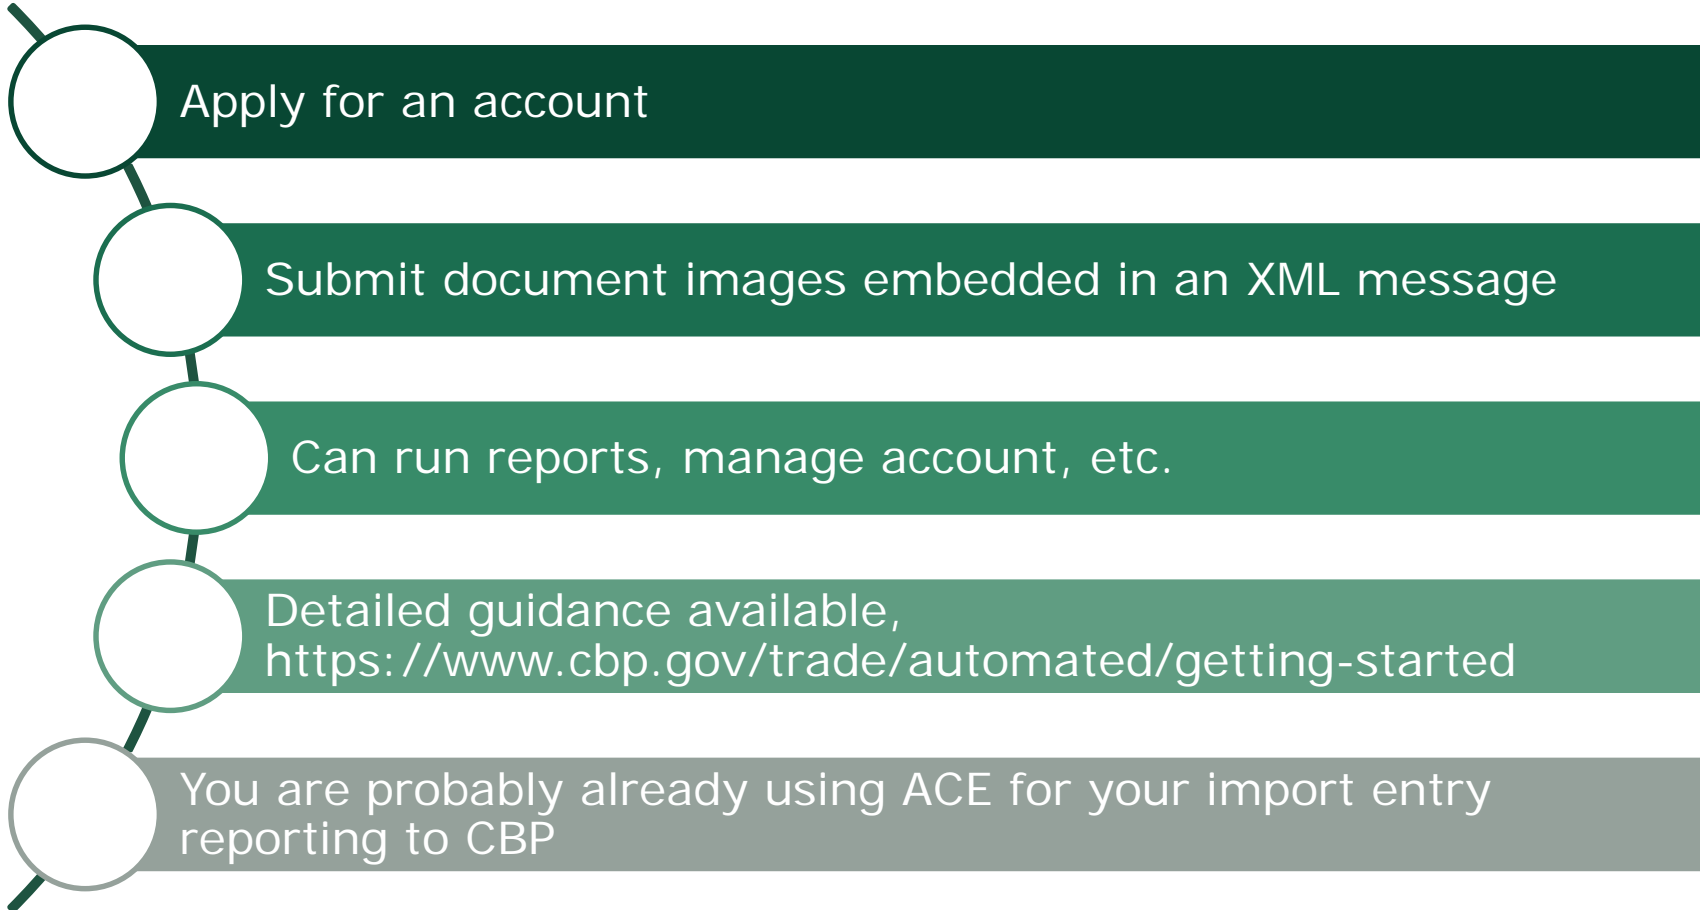 Apply for an account
Submit document images embedded in an XML message
Can run reports, manage account, etc.
Detailed guidance available,
https://www.cbp.gov/trade/automated/getting-started
You are probably already using ACE for your import entry
reporting to CBP